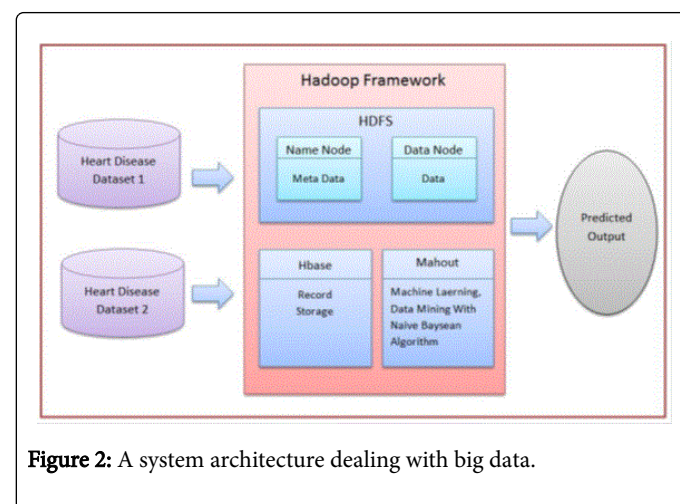 Hadoop Framework
HDFS
Name Node
Meta Data
Data Node
Data
Heart Disease
Dataset 1
Heart Disease
Dataset 2
Hbase
Record
Storage
Mahout
Machine Laerning,
Data Mining With
Naive Baysean
Algorithm
Predicted
Output
Figure 2: A system architecture dealing with big data.